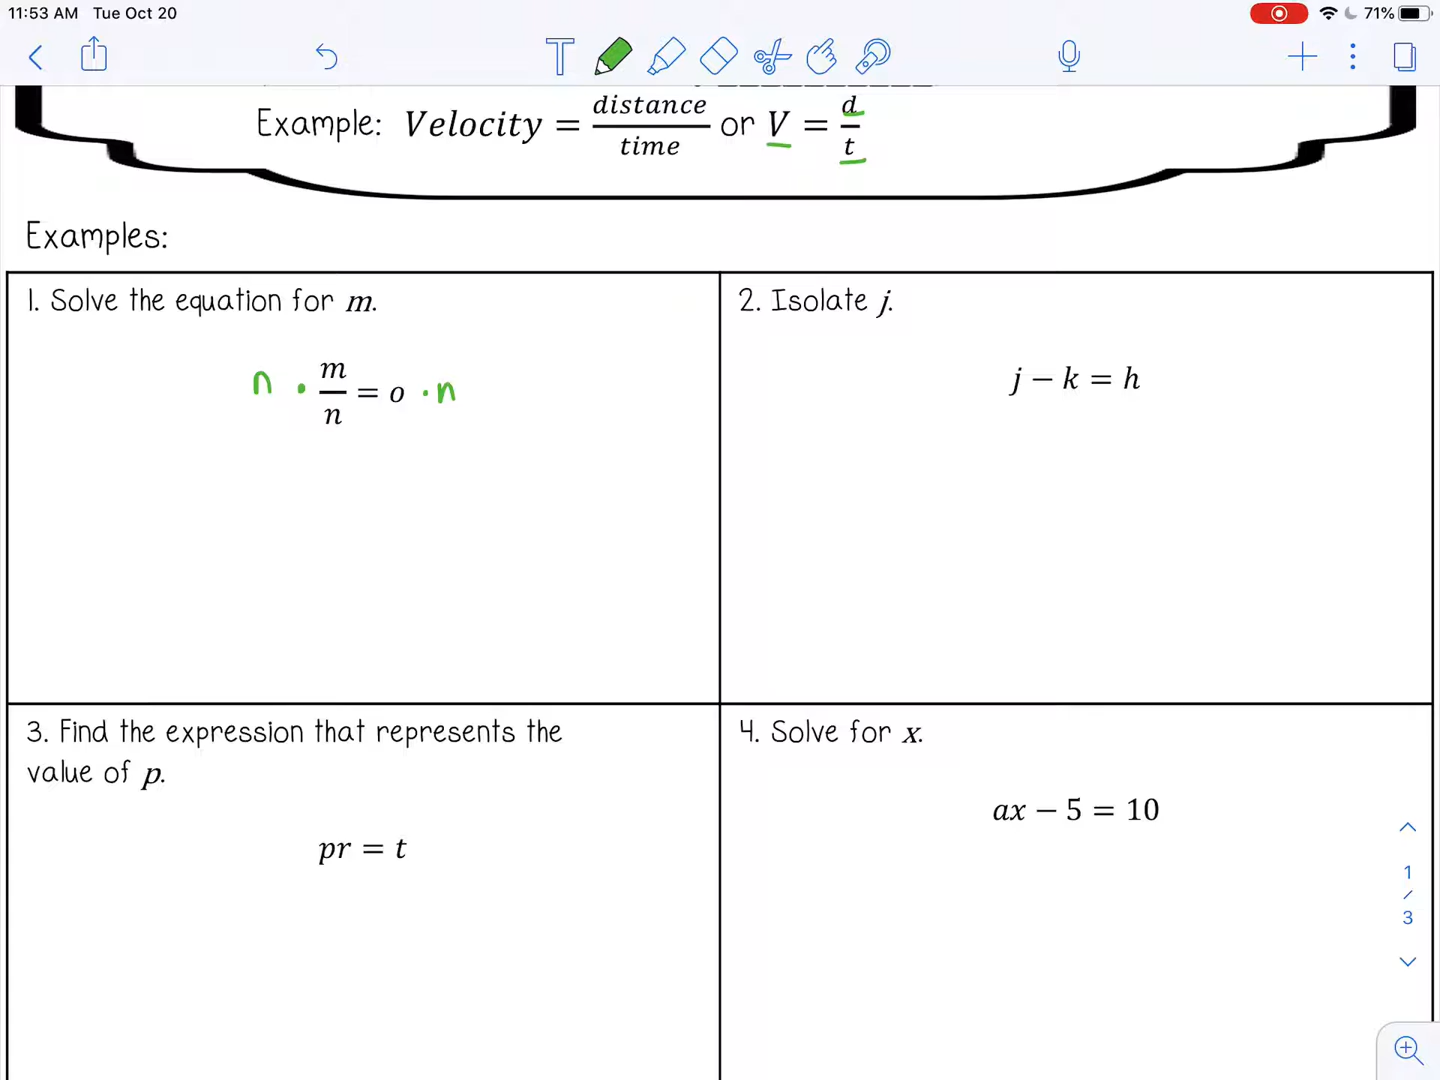 11:53 AM Tue Oct 20 71%
Example: Velocity = distance/time or V = d/t
Examples:
1. Solve the equation for m.
n · m/n = o · n
2. Isolate j.
j − k = h
3. Find the expression that represents the
value of p.
pr = t
4. Solve for x.
ax − 5 = 10
1
/
3